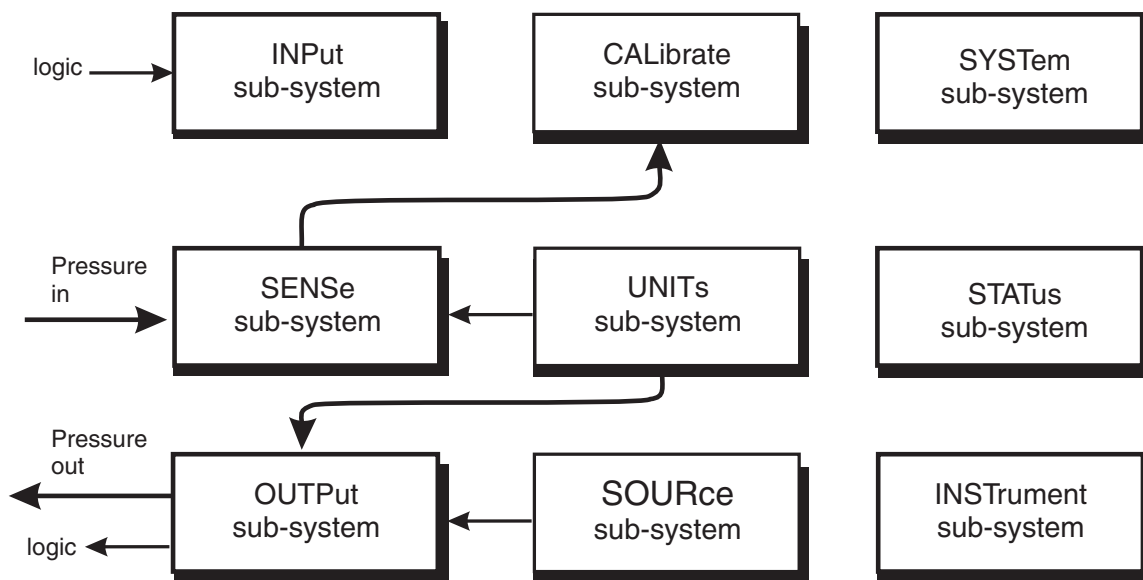 logic
INPut
sub-system
CALibrate
sub-system
SYSTem
sub-system
Pressure
in
SENSe
sub-system
UNITs
sub-system
STATus
sub-system
Pressure
out
logic
OUTPut
sub-system
SOURce
sub-system
INSTrument
sub-system